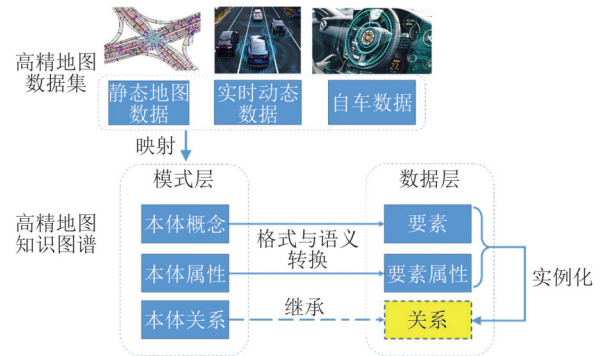 高精地图
数据集
静态地图
数据
实时动态
数据
自车数据
映射
模式层
数据层
高精地图
知识图谱
本体概念
要素
格式与语义
转换
本体属性
要素属性
实例化
本体关系
继承
关系